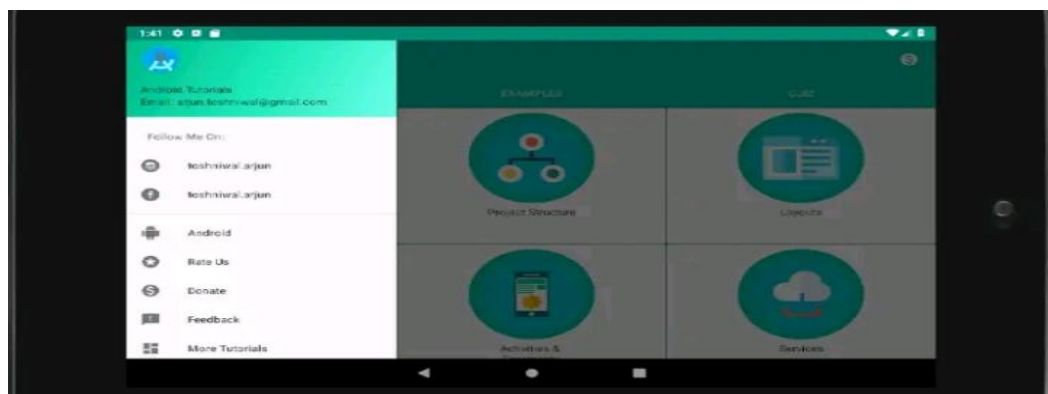 1:41
Android Tutorials
Email: arjun.toshniwal@gmail.com
Follow Me On:
toshniwal.arjun
toshniwal.arjun
Android
Rate Us
Donate
Feedback
More Tutorials
EXAMPLES
QUIZ
Project Structure
Layouts
Activities &
Services